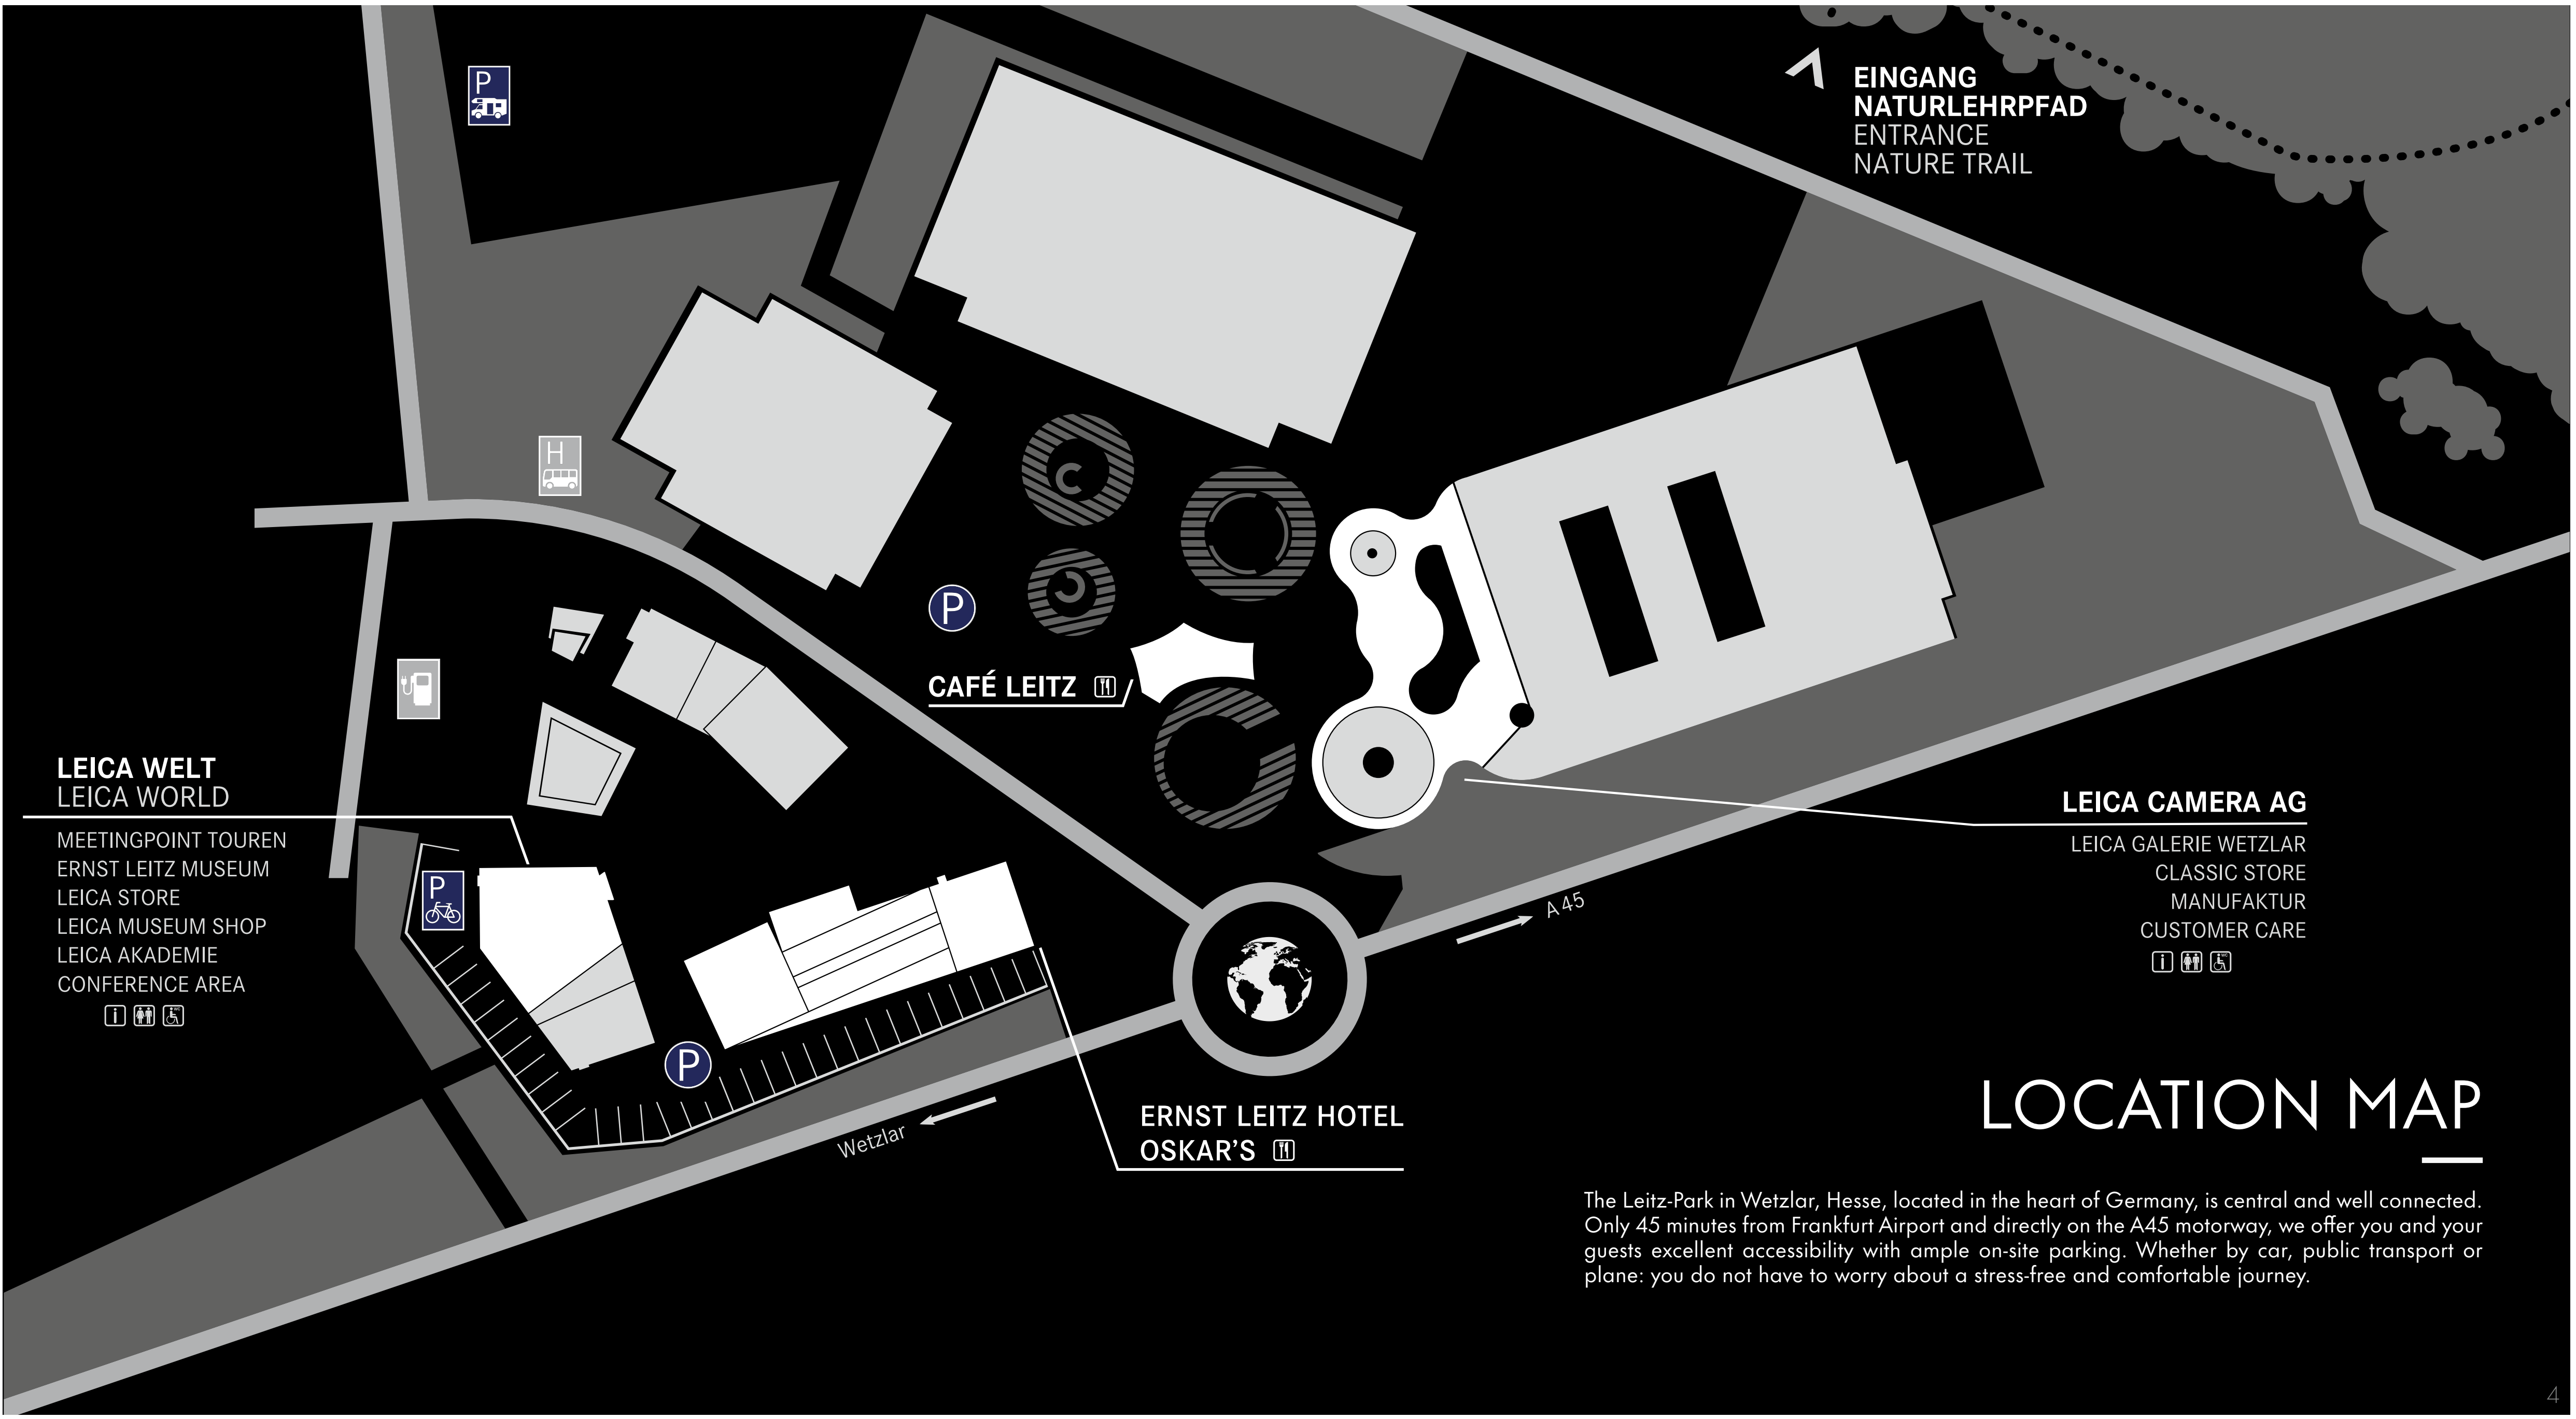 P
EINGANG
NATURLEHRPFAD
ENTRANCE
NATURE TRAIL
H
P
CAFÉ LEITZ
LEICA WELT
LEICA WORLD
MEETINGPOINT TOUREN
ERNST LEITZ MUSEUM
LEICA STORE
LEICA MUSEUM SHOP
LEICA AKADEMIE
CONFERENCE AREA
i
P
P
LEICA CAMERA AG
LEICA GALERIE WETZLAR
CLASSIC STORE
MANUFAKTUR
CUSTOMER CARE
i
A 45
Wetzlar
ERNST LEITZ HOTEL
OSKAR’S
LOCATION MAP
The Leitz-Park in Wetzlar, Hesse, located in the heart of Germany, is central and well connected.
Only 45 minutes from Frankfurt Airport and directly on the A45 motorway, we offer you and your
guests excellent accessibility with ample on-site parking. Whether by car, public transport or
plane: you do not have to worry about a stress-free and comfortable journey.
4